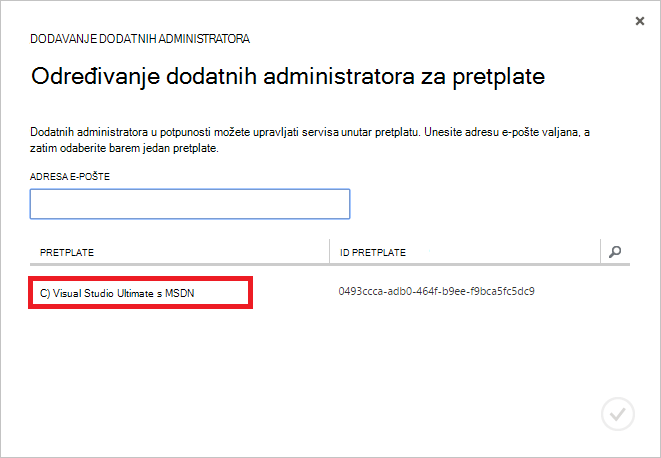 DODAVANJE DODATNIH ADMINISTRATORA
Određivanje dodatnih administratora za pretplate
Dodatnih administratora u potpunosti možete upravljati servisa unutar pretplatu. Unesite adresu e-pošte valjana, a
zatim odaberite barem jedan pretplate.
ADRESA E-POŠTE
PRETPLATE ID PRETPLATE
C) Visual Studio Ultimate s MSDN 0493ccca-adb0-464f-b9ee-f9bca5fc5dc9